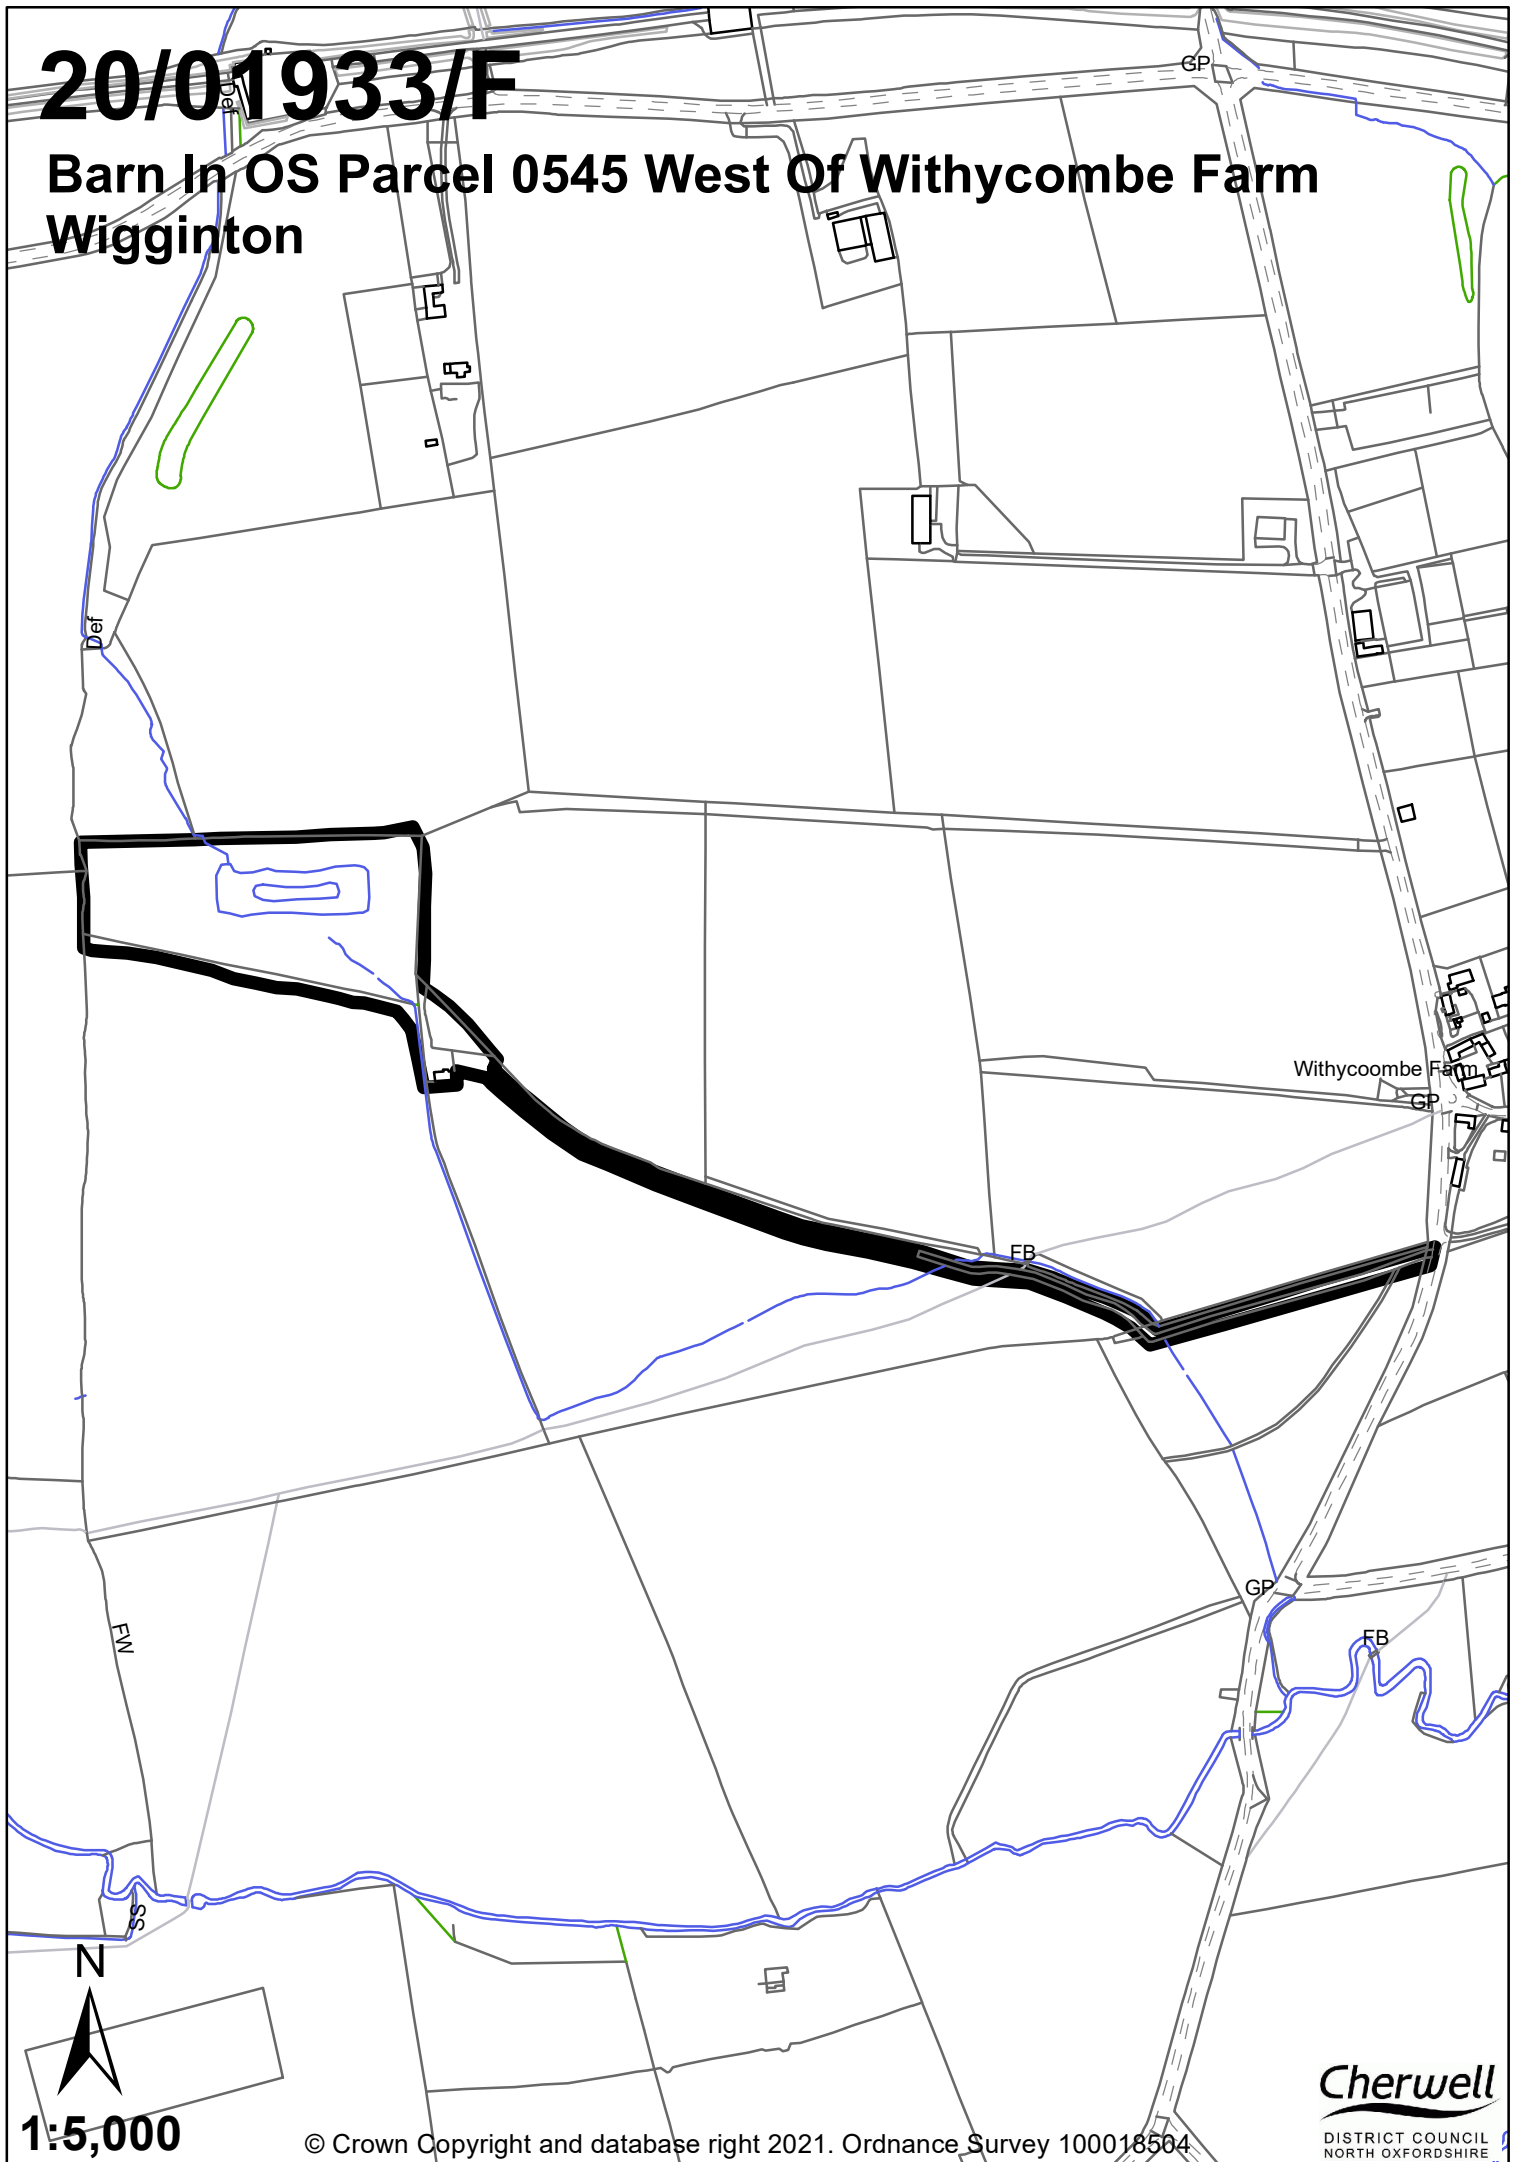 20/01933/F
Barn In OS Parcel 0545 West Of Withycombe Farm
Wigginton
GP
Def
Def
Withycoombe Farm
GP
FB
GP
FB
FW
SS
N
1:5,000
© Crown Copyright and database right 2021. Ordnance Survey 100018504
Cherwell
DISTRICT COUNCIL
NORTH OXFORDSHIRE